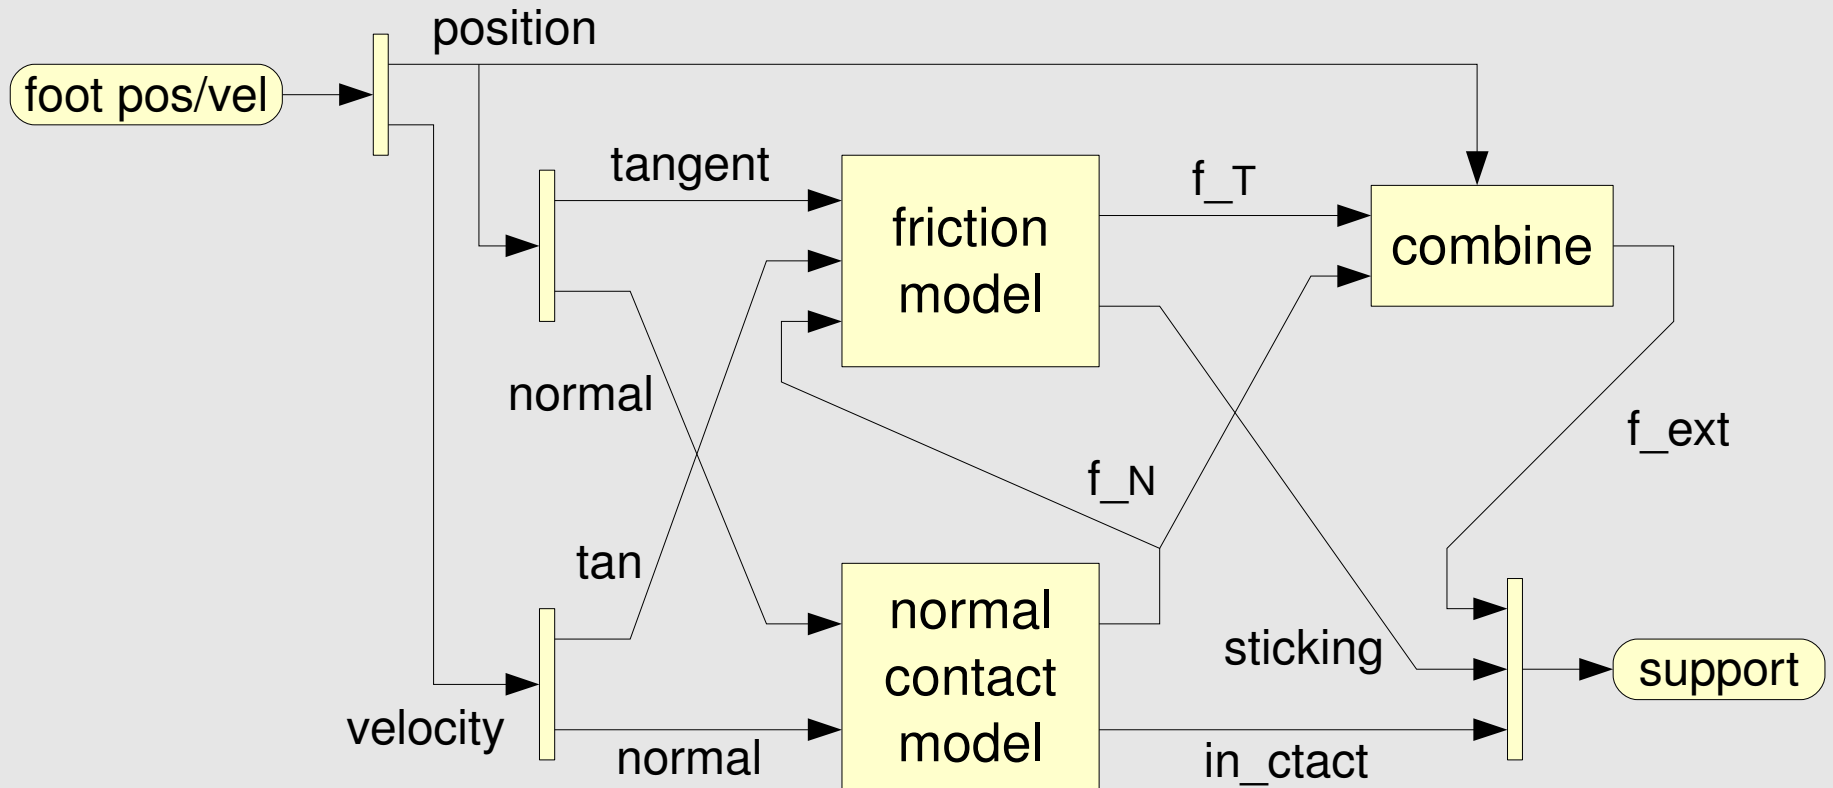 position
foot pos/vel
tangent
f_T
friction
model
combine
normal
f_ext
f_N
tan
normal
contact
model
sticking
support
velocity
normal
in_ctact